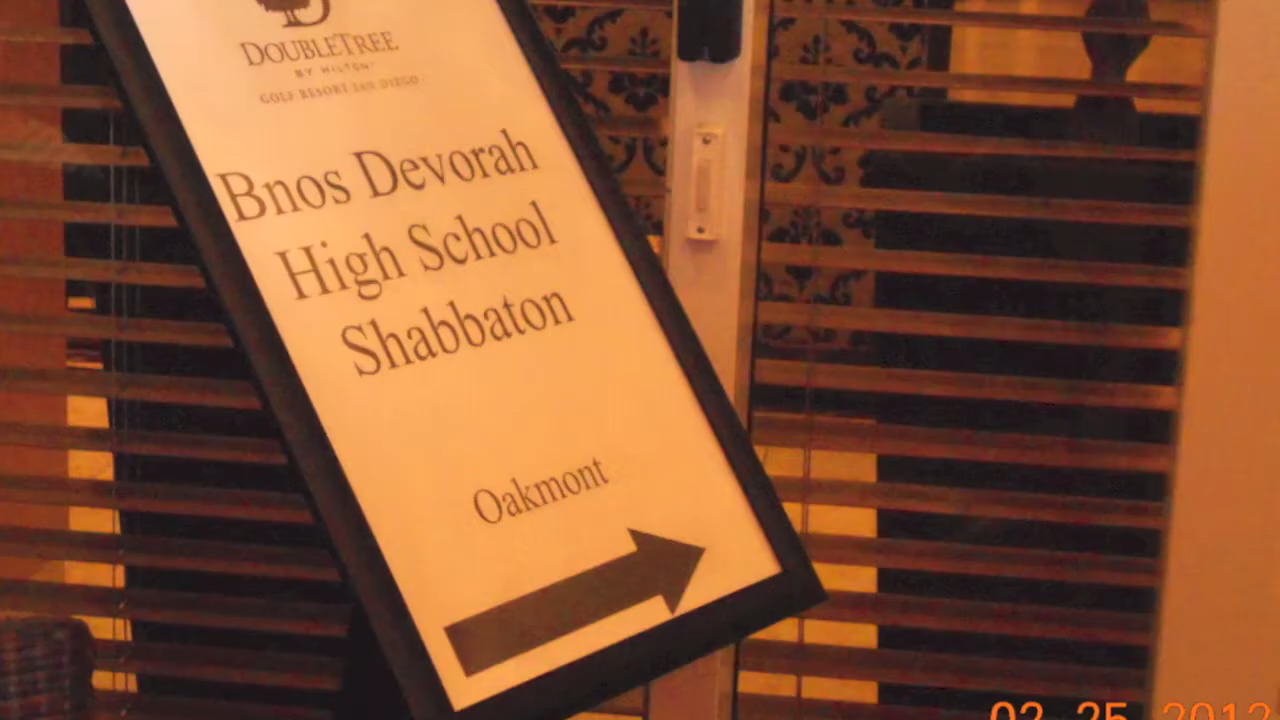 DOUBLETREE
BY HILTON
GOLF RESORT SAN DIEGO
Bnos Devorah
High School
Shabbaton
Oakmont
02 25 2012